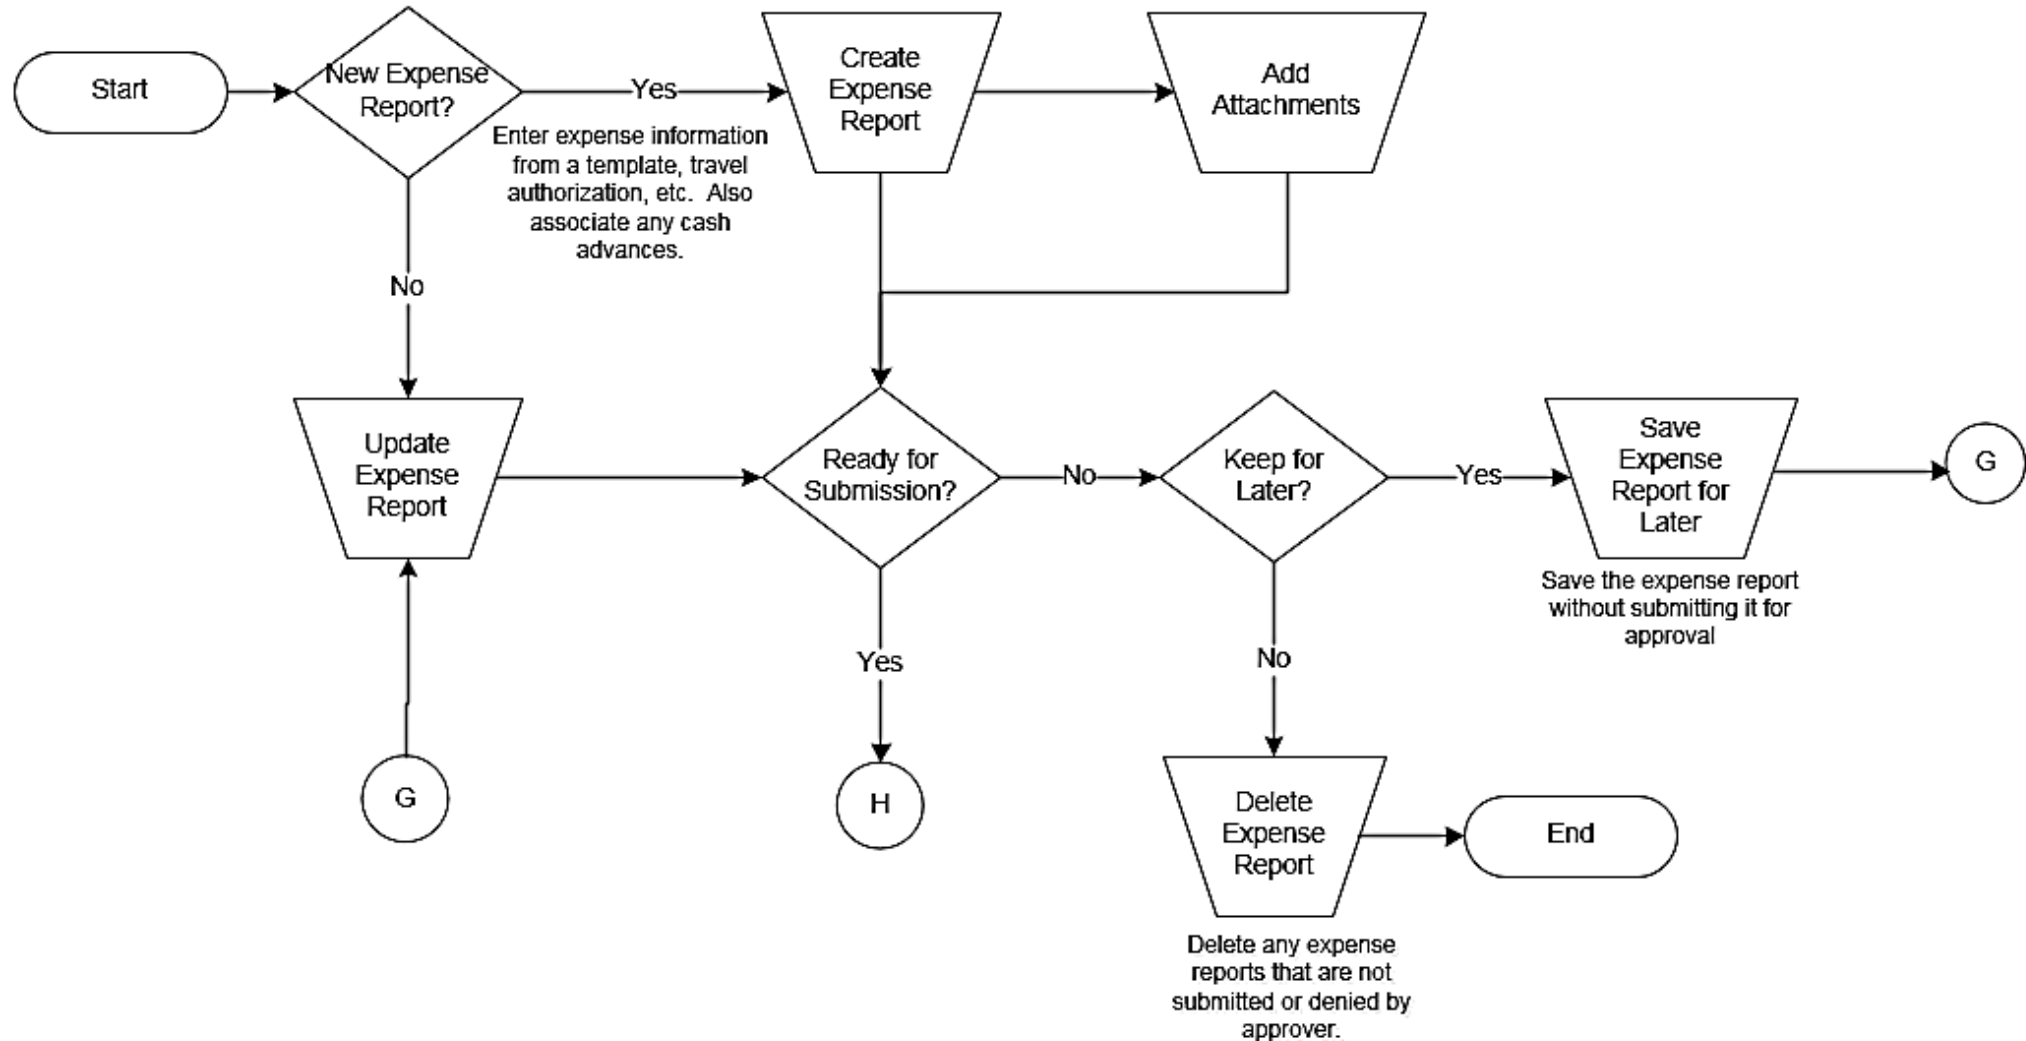 Start
New Expense
Report?
Yes
Enter expense information
from a template, travel
authorization, etc.  Also
associate any cash
advances.
Create
Expense
Report
Add
Attachments
No
Update
Expense
Report
Ready for
Submission?
No
Keep for
Later?
Yes
Save
Expense
Report for
Later
G
Save the expense report
without submitting it for
approval
Yes
No
G
H
Delete
Expense
Report
End
Delete any expense
reports that are not
submitted or denied by
approver.